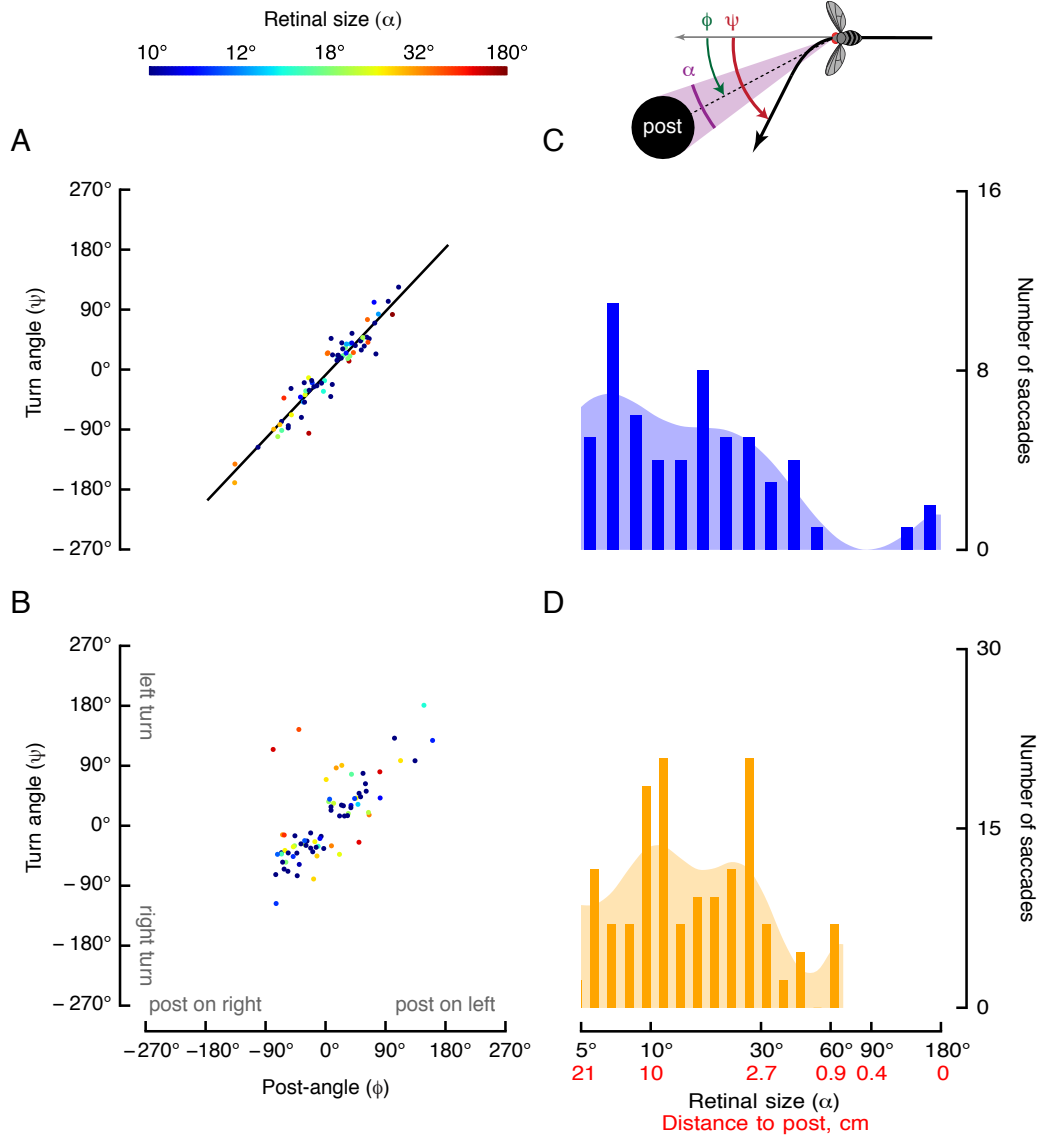 Retinal size (α)
10° 12° 18° 32° 180°
ϕ ψ
α
post
A
C
270°
180°
90°
0°
−90°
−180°
−270°
Turn angle (ψ)
16
8
0
Number of saccades
B
D
270°
180°
90°
0°
−90°
−180°
−270°
Turn angle (ψ)
left turn
right turn
post on right post on left
−270° −180° −90° 0° 90° 180° 270°
Post-angle (ϕ)
30
15
0
Number of saccades
5° 10° 30° 60° 90° 180°
21 10 2.7 0.9 0.4 0
Retinal size (α)
Distance to post, cm